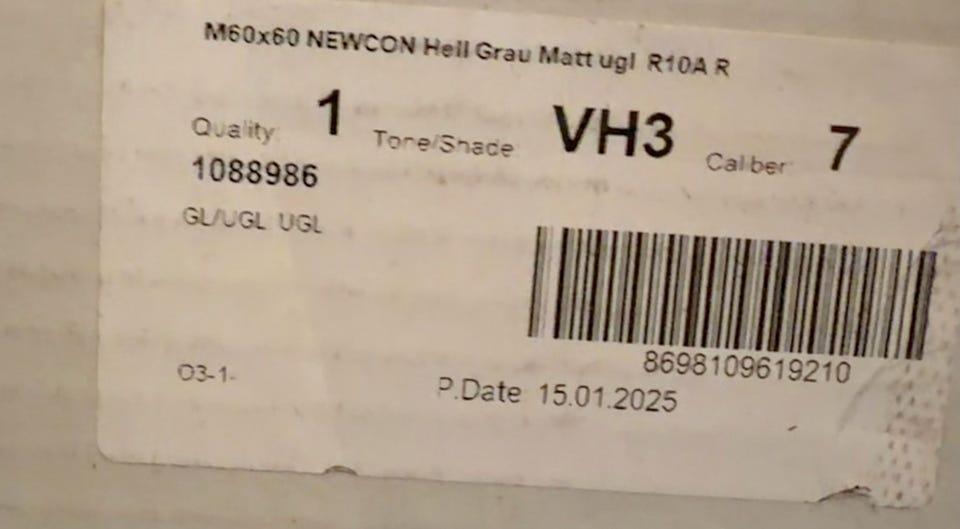 M60x60 NEWCON Hell Grau Matt ugl R10A R
Quality: 1 Tone/Shade: VH3 Caliber: 7
1088986
GL/UGL: UGL
8698109619210
O3-1-
P.Date 15.01.2025